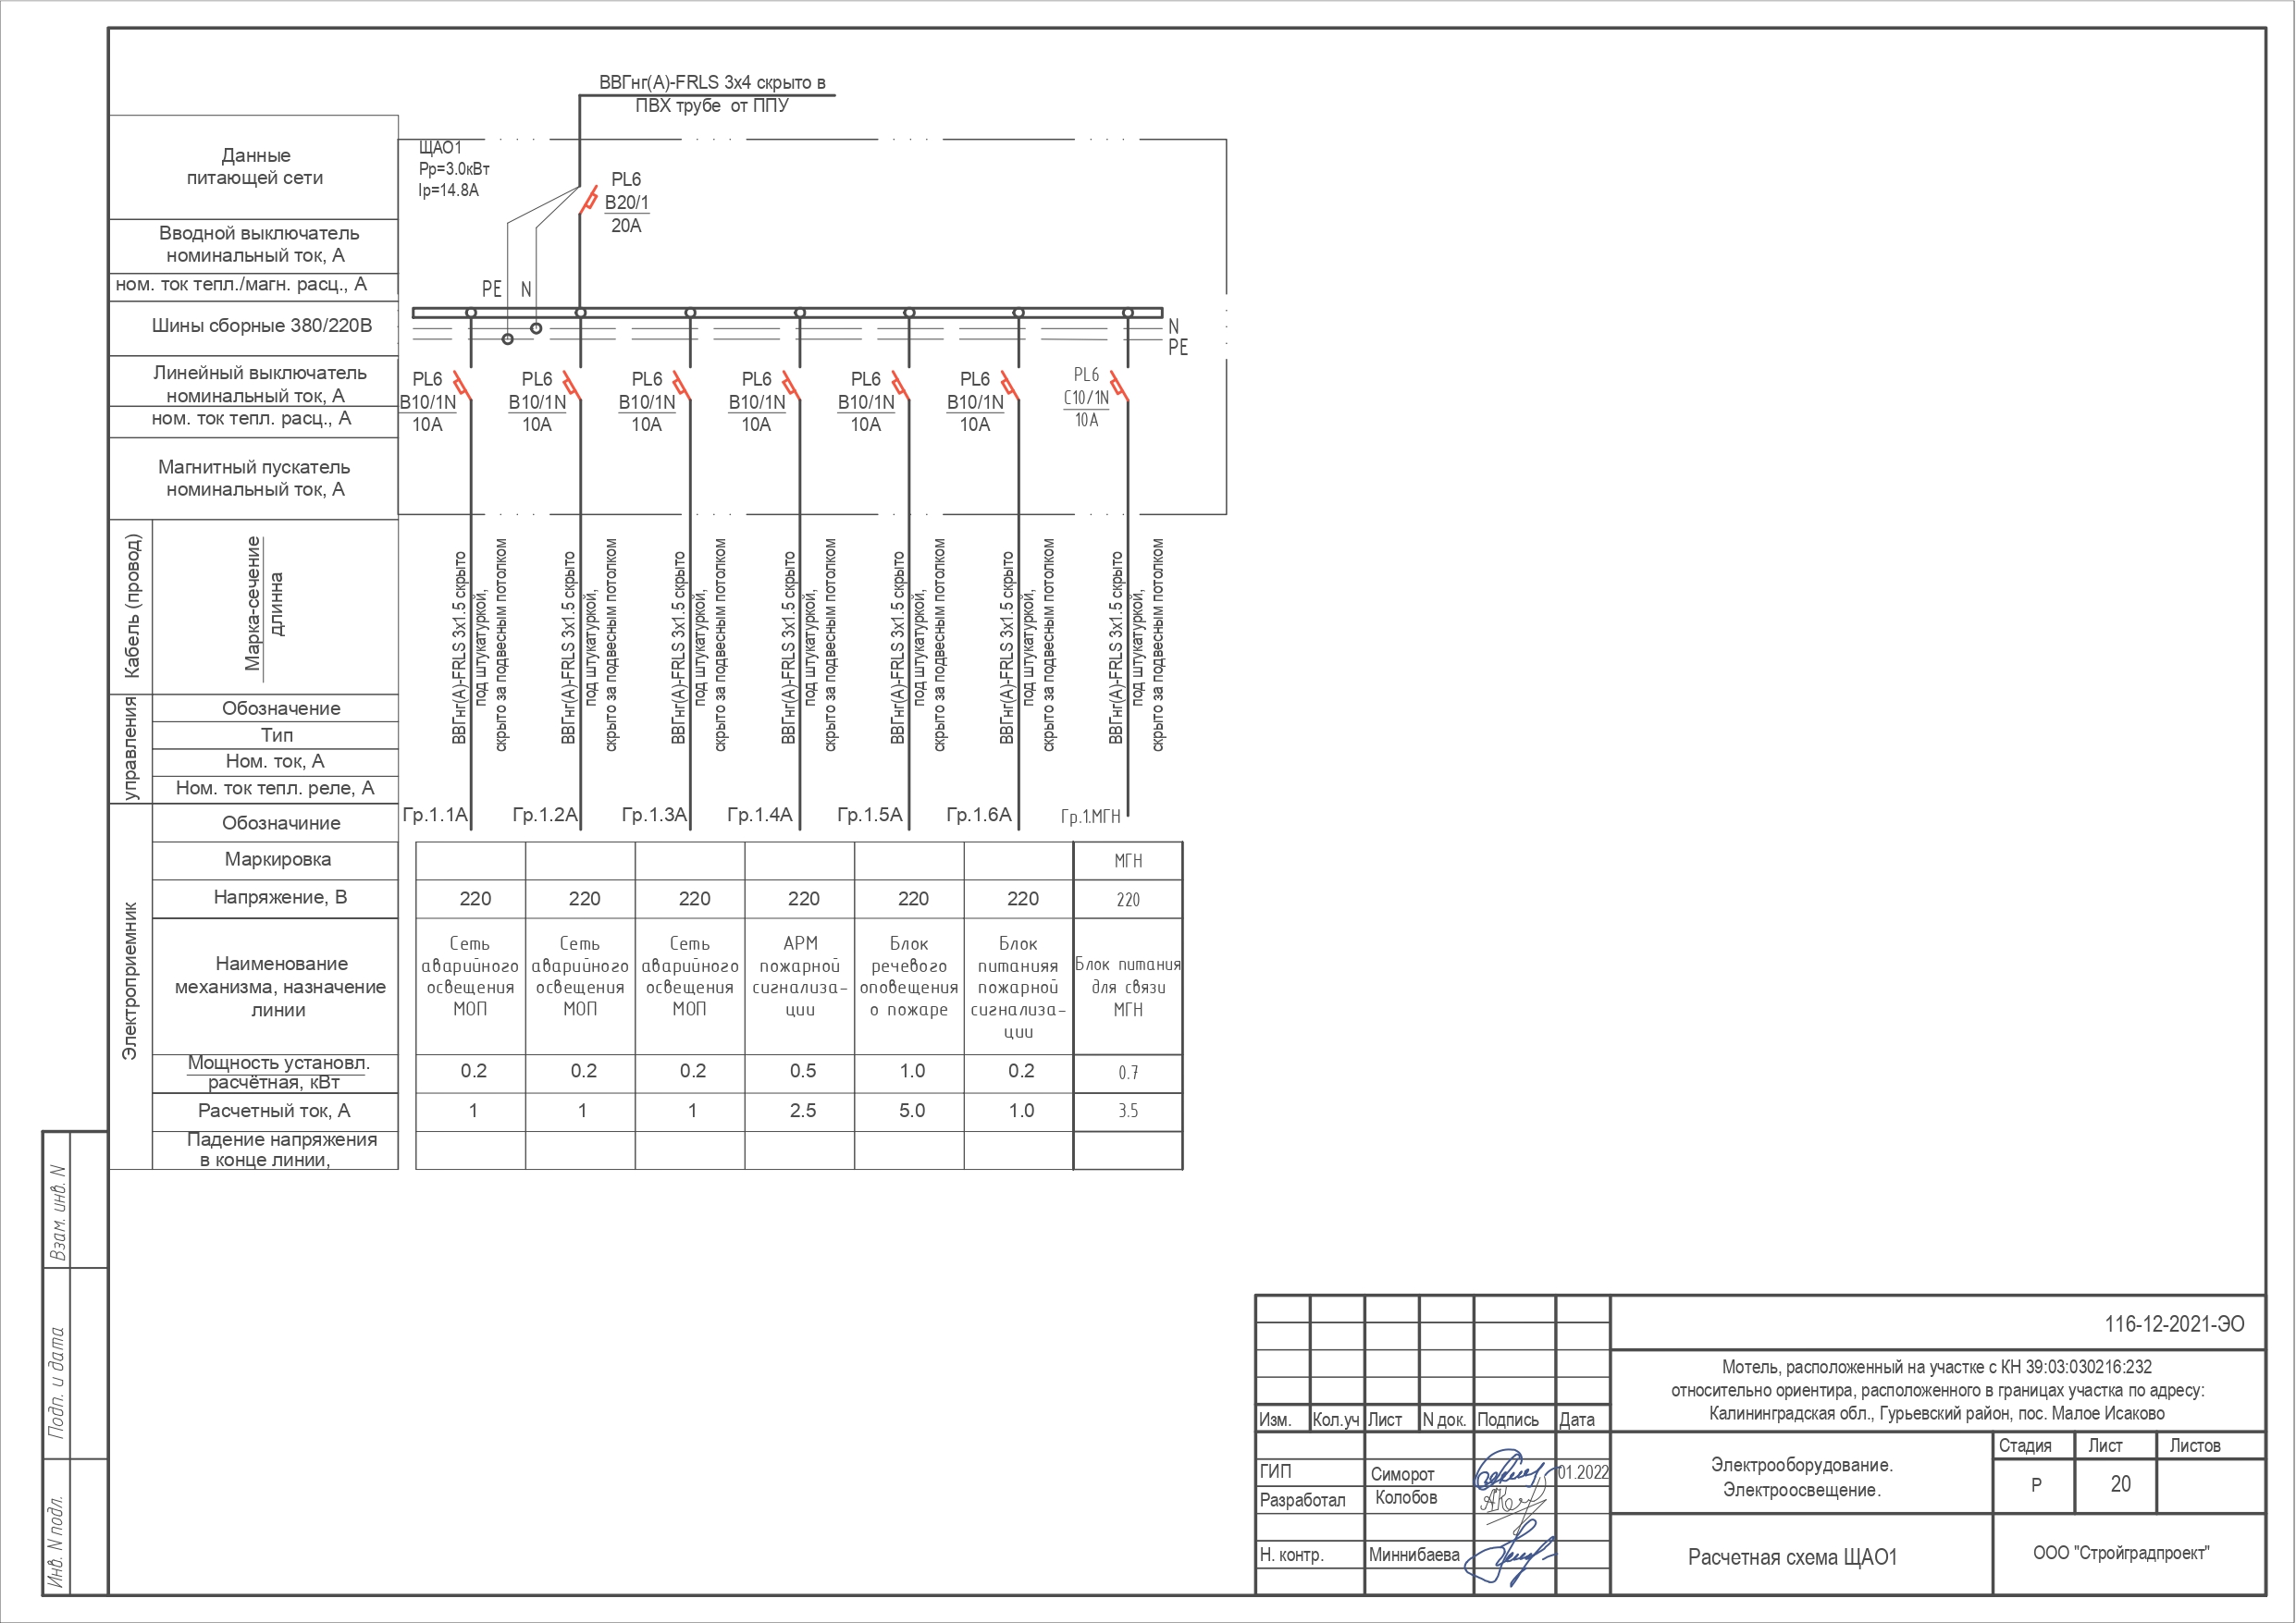 ВВГнг(А)-FRLS 3х4 скрыто в
ПВХ трубе от ППУ
Данные
питающей сети
ЩАО1
Рр=3.0кВт
Iр=14.8А
PL6
B20/1
20А
Вводной выключатель
номинальный ток, А
ном. ток тепл./магн. расц., А
PE N
Шины сборные 380/220В
N
PE
Линейный выключатель
номинальный ток, А
ном. ток тепл. расц., А
PL6 PL6 PL6 PL6 PL6 PL6 PL6
B10/1N B10/1N B10/1N B10/1N B10/1N B10/1N C10/1N
10А 10А 10А 10А 10А 10А 10А
Магнитный пускатель
номинальный ток, А
Кабель (провод)
Марка-сечение
длинна
ВВГнг(А)-FRLS 3х1.5 скрыто
под штукатуркой,
скрыто за подвесным потолком
ВВГнг(А)-FRLS 3х1.5 скрыто
под штукатуркой,
скрыто за подвесным потолком
ВВГнг(А)-FRLS 3х1.5 скрыто
под штукатуркой,
скрыто за подвесным потолком
ВВГнг(А)-FRLS 3х1.5 скрыто
под штукатуркой,
скрыто за подвесным потолком
ВВГнг(А)-FRLS 3х1.5 скрыто
под штукатуркой,
скрыто за подвесным потолком
ВВГнг(А)-FRLS 3х1.5 скрыто
под штукатуркой,
скрыто за подвесным потолком
ВВГнг(А)-FRLS 3х1.5 скрыто
под штукатуркой,
скрыто за подвесным потолком
управления
Обозначение
Тип
Ном. ток, А
Ном. ток тепл. реле, А
Электроприемник
Обозначиние
Гр.1.1А Гр.1.2А Гр.1.3А Гр.1.4А Гр.1.5А Гр.1.6А Гр.1.МГН
Маркировка МГН
Напряжение, В 220 220 220 220 220 220 220
Наименование
механизма, назначение
линии
Сеть
аварийного
освещения
МОП
Сеть
аварийного
освещения
МОП
Сеть
аварийного
освещения
МОП
АРМ
пожарной
сигнализа-
ции
Блок
речевого
оповещения
о пожаре
Блок
питанияя
пожарной
сигнализа-
ции
Блок питания
для связи
МГН
Мощность установл.
расчётная, кВт
0.2 0.2 0.2 0.5 1.0 0.2 0.7
Расчетный ток, А 1 1 1 2.5 5.0 1.0 3.5
Падение напряжения
в конце линии,
Взам. инв. N
Подп. и дата
Инв. N подл.
116-12-2021-ЭО
Мотель, расположенный на участке с КН 39:03:030216:232
относительно ориентира, расположенного в границах участка по адресу:
Калининградская обл., Гурьевский район, пос. Малое Исаково
Изм. Кол.уч Лист N док. Подпись Дата
ГИП Симорот 01.2022
Разработал Колобов
Н. контр. Миннибаева
Электрооборудование.
Электроосвещение.
Стадия Лист Листов
Р 20
Расчетная схема ЩАО1
ООО "Стройградпроект"